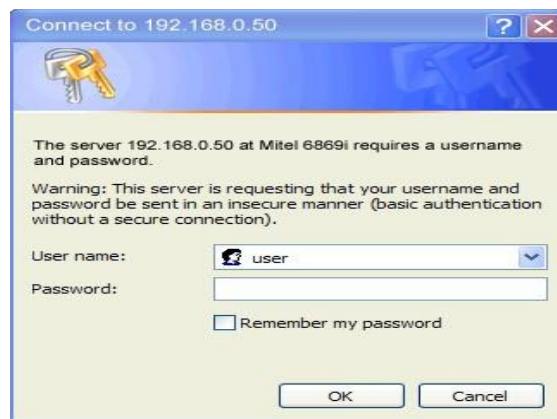 Connect to 192.168.0.50
?
The server 192.168.0.50 at Mitel 6869i requires a username
and password.
Warning: This server is requesting that your username and
password be sent in an insecure manner (basic authentication
without a secure connection).
User name:
user
Password:
Remember my password
OK
Cancel